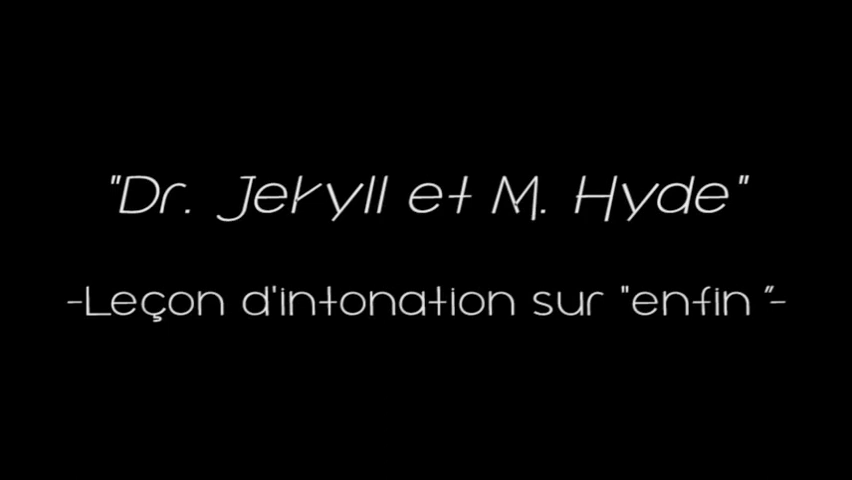 "Dr. Jekyll et M. Hyde"
-Leçon d'intonation sur "enfin "-